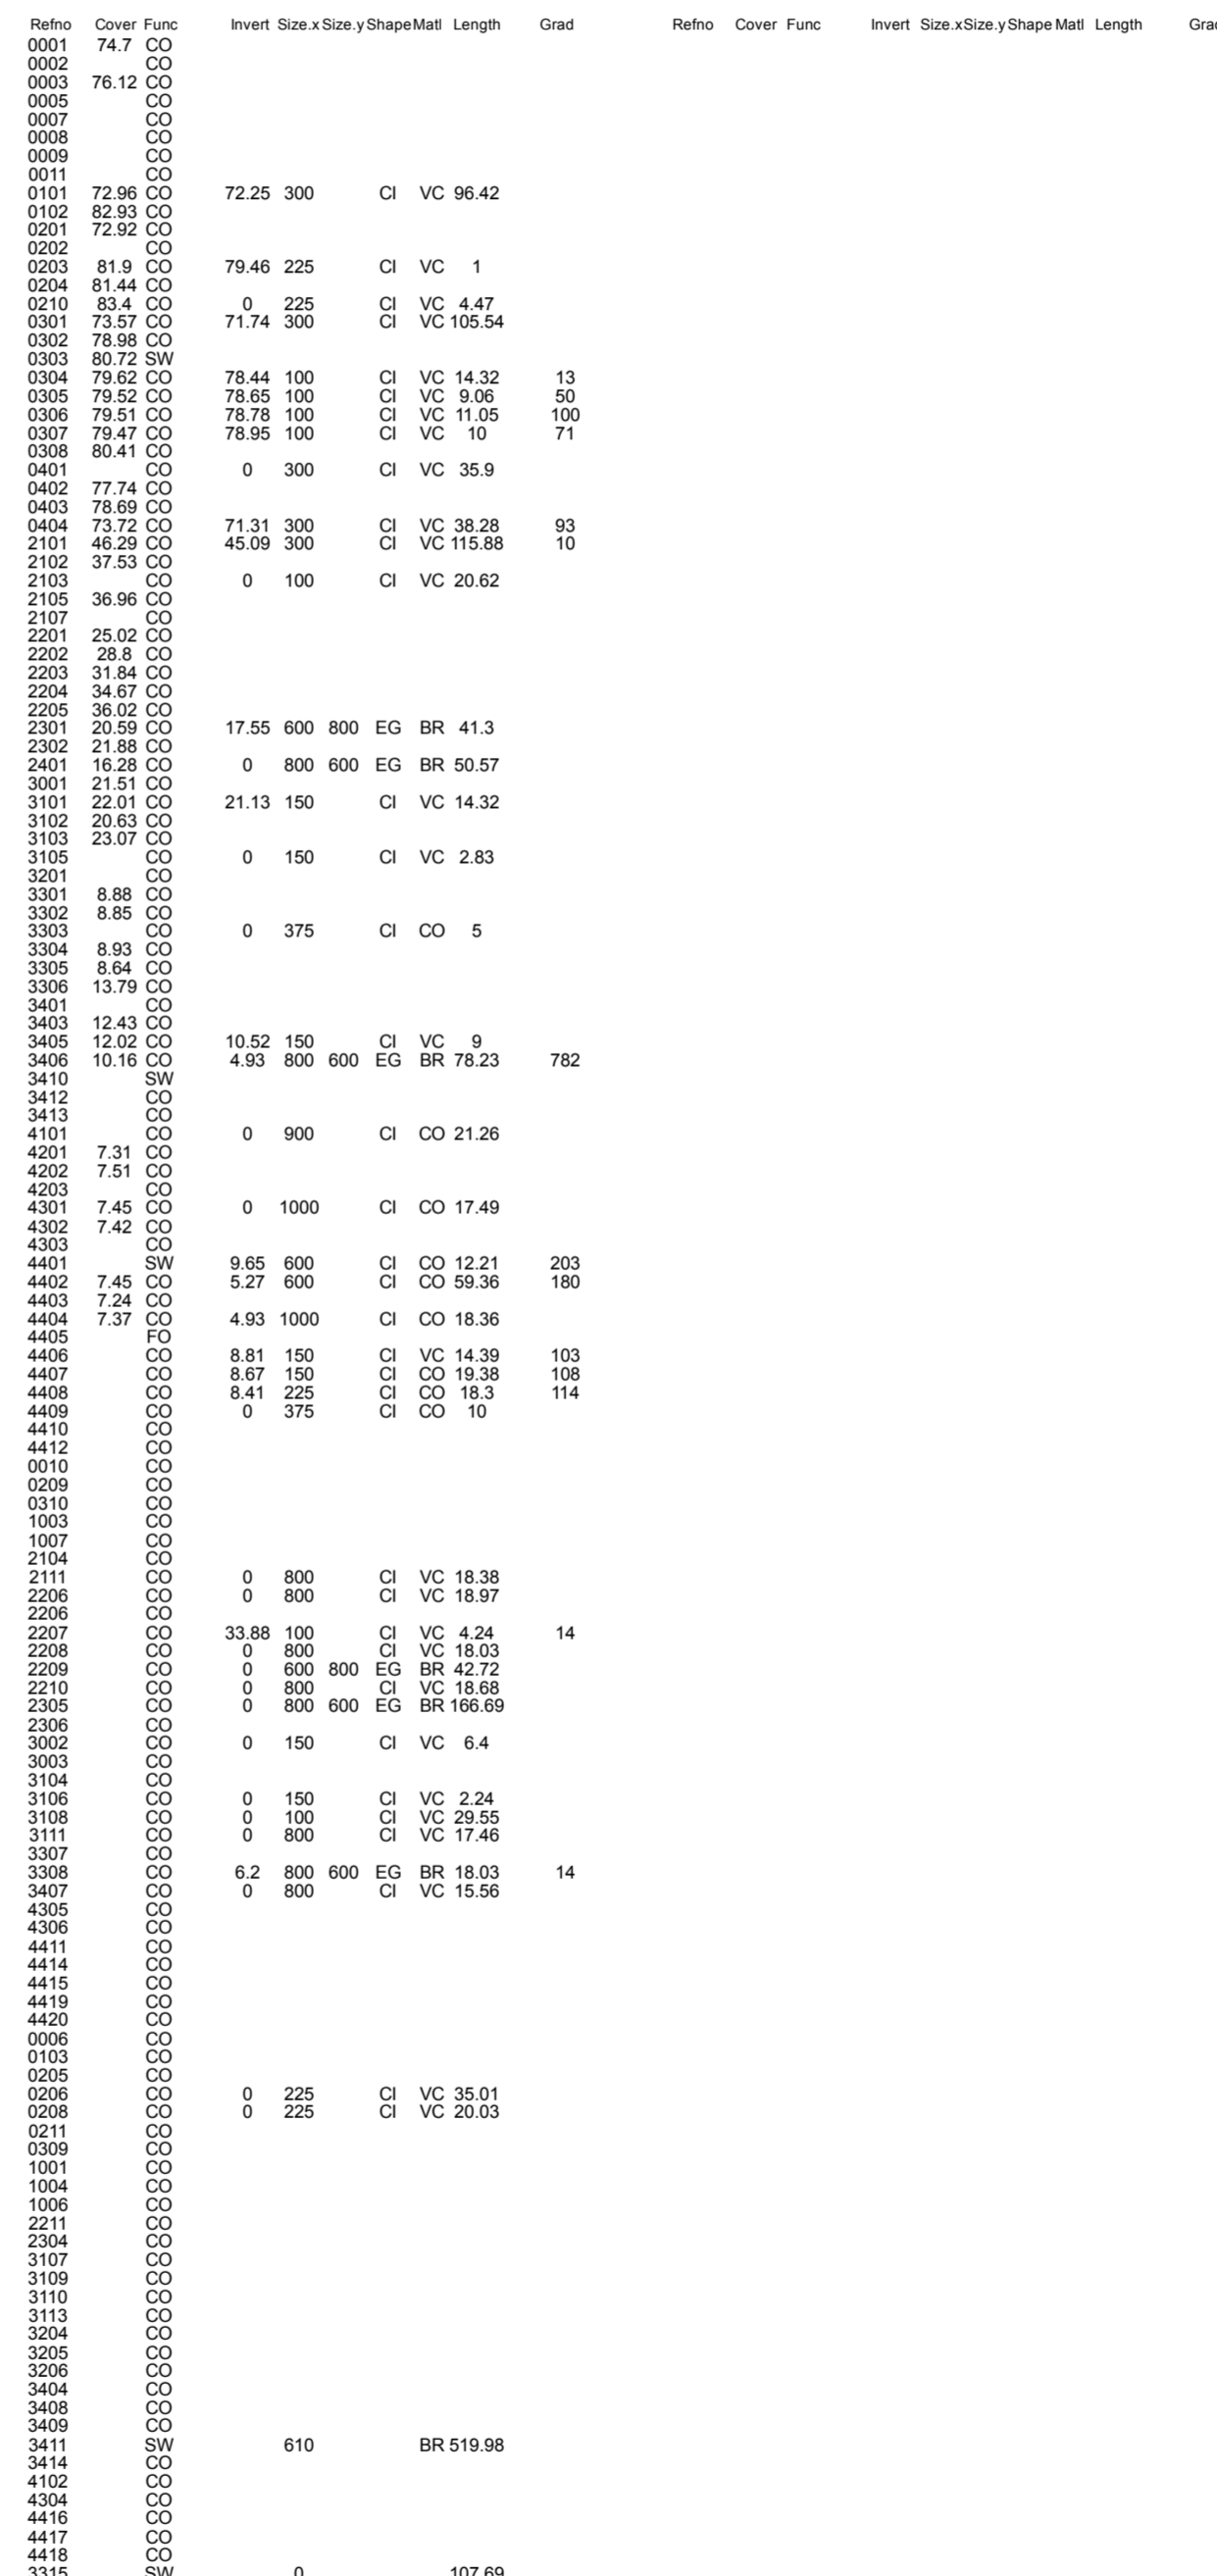 Refno Cover Func Invert Size.x Size.y Shape Matl Length Grad Refno Cover Func Invert Size.x Size.y Shape Matl Length Grad
0001 74.7 CO
0002 CO
0003 76.12 CO
0005 CO
0007 CO
0008 CO
0009 CO
0011 CO
0101 72.96 CO 72.25 300 CI VC 96.42
0102 82.93 CO
0201 72.92 CO
0202 CO
0203 81.9 CO 79.46 225 CI VC 1
0204 81.44 CO
0210 83.4 CO 0 225 CI VC 4.47
0301 73.57 CO 71.74 300 CI VC 105.54
0302 78.98 CO
0303 80.72 SW
0304 79.62 CO 78.44 100 CI VC 14.32 13
0305 79.52 CO 78.65 100 CI VC 9.06 50
0306 79.51 CO 78.78 100 CI VC 11.05 100
0307 79.47 CO 78.95 100 CI VC 10 71
0308 80.41 CO
0401 CO 0 300 CI VC 35.9
0402 77.74 CO
0403 78.69 CO
0404 73.72 CO 71.31 300 CI VC 38.28 93
2101 46.29 CO 45.09 300 CI VC 115.88 10
2102 37.53 CO
2103 CO 0 100 CI VC 20.62
2105 36.96 CO
2107 CO
2201 25.02 CO
2202 28.8 CO
2203 31.84 CO
2204 34.67 CO
2205 36.02 CO
2301 20.59 CO 17.55 600 800 EG BR 41.3
2302 21.88 CO
2401 16.28 CO 0 800 600 EG BR 50.57
3001 21.51 CO
3101 22.01 CO 21.13 150 CI VC 14.32
3102 20.63 CO
3103 23.07 CO
3105 CO 0 150 CI VC 2.83
3201 CO
3301 8.88 CO
3302 8.85 CO
3303 CO 0 375 CI CO 5
3304 8.93 CO
3305 8.64 CO
3306 13.79 CO
3401 CO
3403 12.43 CO
3405 12.02 CO 10.52 150 CI VC 9
3406 10.16 CO 4.93 800 600 EG BR 78.23 782
3410 SW
3412 CO
3413 CO
4101 CO 0 900 CI CO 21.26
4201 7.31 CO
4202 7.51 CO
4203 CO
4301 7.45 CO 0 1000 CI CO 17.49
4302 7.42 CO
4303 CO
4401 SW 9.65 600 CI CO 12.21 203
4402 7.45 CO 5.27 600 CI CO 59.36 180
4403 7.24 CO
4404 7.37 CO 4.93 1000 CI CO 18.36
4405 FO
4406 CO 8.81 150 CI VC 14.39 103
4407 CO 8.67 150 CI CO 19.38 108
4408 CO 8.41 225 CI CO 18.3 114
4409 CO 0 375 CI CO 10
4410 CO
4412 CO
0010 CO
0209 CO
0310 CO
1003 CO
1007 CO
2104 CO
2111 CO 0 800 CI VC 18.38
2206 CO 0 800 CI VC 18.97
2206 CO
2207 CO 33.88 100 CI VC 4.24 14
2208 CO 0 800 CI VC 18.03
2209 CO 0 600 800 EG BR 42.72
2210 CO 0 800 CI VC 18.68
2305 CO 0 800 600 EG BR 166.69
2306 CO
3002 CO 0 150 CI VC 6.4
3003 CO
3104 CO
3106 CO 0 150 CI VC 2.24
3108 CO 0 100 CI VC 29.55
3111 CO 0 800 CI VC 17.46
3307 CO
3308 CO 6.2 800 600 EG BR 18.03 14
3407 CO 0 800 CI VC 15.56
4305 CO
4306 CO
4411 CO
4414 CO
4415 CO
4419 CO
4420 CO
0006 CO
0103 CO
0205 CO
0206 CO 0 225 CI VC 35.01
0208 CO 0 225 CI VC 20.03
0211 CO
0309 CO
1001 CO
1004 CO
1006 CO
2211 CO
2304 CO
3107 CO
3109 CO
3110 CO
3113 CO
3204 CO
3205 CO
3206 CO
3404 CO
3408 CO
3409 CO
3411 SW 610 BR 519.98
3414 CO
4102 CO
4304 CO
4416 CO
4417 CO
4418 CO
3315 SW 0 107.69